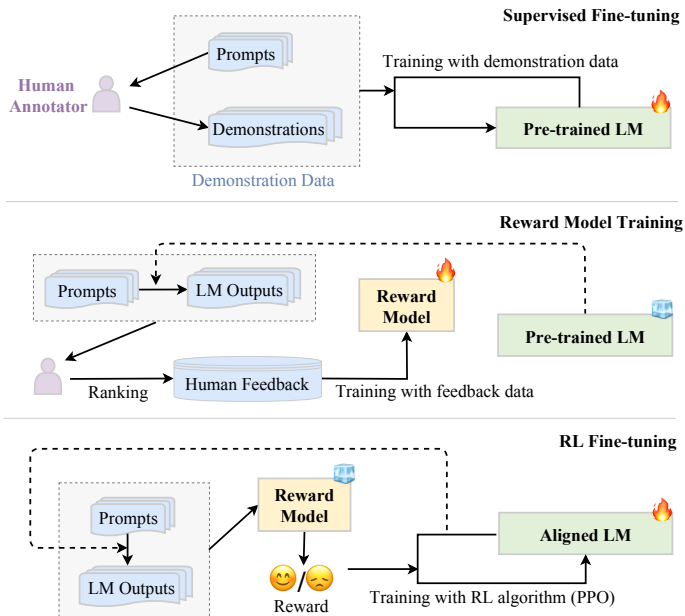 Supervised Fine-tuning
Prompts
Training with demonstration data
Human
Annotator
Demonstrations
Pre-trained LM
Demonstration Data
Reward Model Training
Prompts
LM Outputs
Reward
Model
Pre-trained LM
Ranking
Human Feedback
Training with feedback data
RL Fine-tuning
Prompts
Reward
Model
Aligned LM
LM Outputs
/
Reward
Training with RL algorithm (PPO)